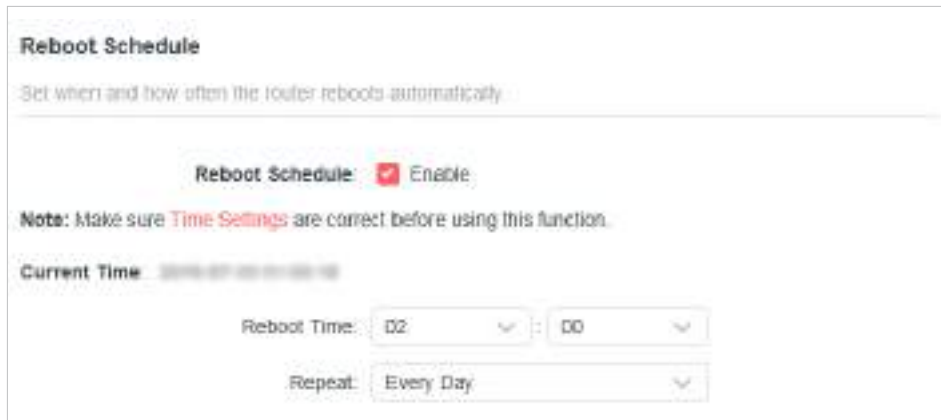 Reboot Schedule
Set when and how often the router reboots automatically.
Reboot Schedule: Enable
Note: Make sure Time Settings are correct before using this function.
Current Time:
Reboot Time: 02 : 00
Repeat: Every Day